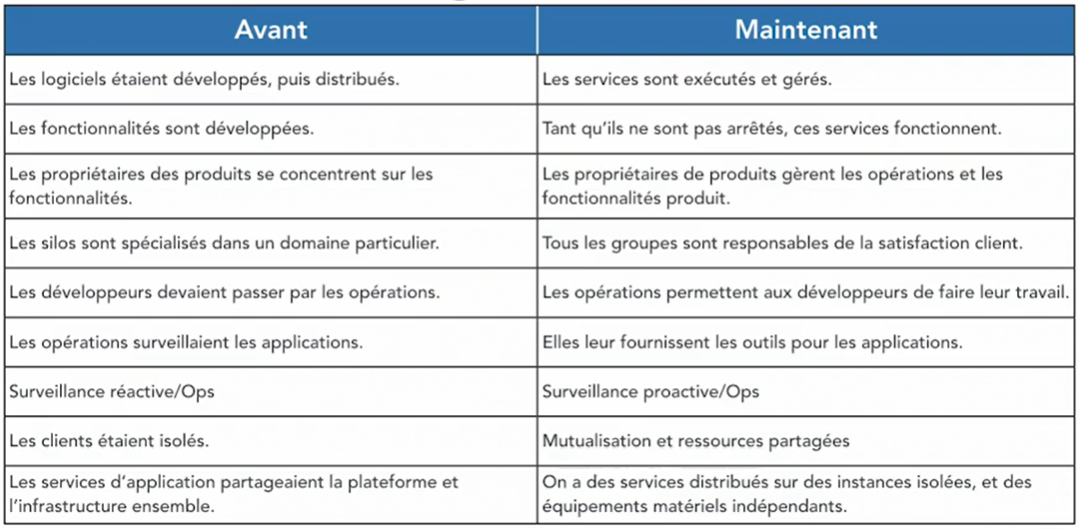 Avant
Maintenant
Les logiciels étaient développés, puis distribués.
Les services sont exécutés et gérés.
Les fonctionnalités sont développées.
Tant qu'ils ne sont pas arrêtés, ces services fonctionnent.
Les propriétaires des produits se concentrent sur les
fonctionnalités.
Les propriétaires de produits gèrent les opérations et les
fonctionnalités produit.
Les silos sont spécialisés dans un domaine particulier.
Tous les groupes sont responsables de la satisfaction client.
Les développeurs devaient passer par les opérations.
Les opérations permettent aux développeurs de faire leur travail.
Les opérations surveillaient les applications.
Elles leur fournissent les outils pour les applications.
Surveillance réactive/Ops
Surveillance proactive/Ops
Les clients étaient isolés.
Mutualisation et ressources partagées
Les services d'application partageaient la plateforme et
l'infrastructure ensemble.
On a des services distribués sur des instances isolées, et des
équipements matériels indépendants.